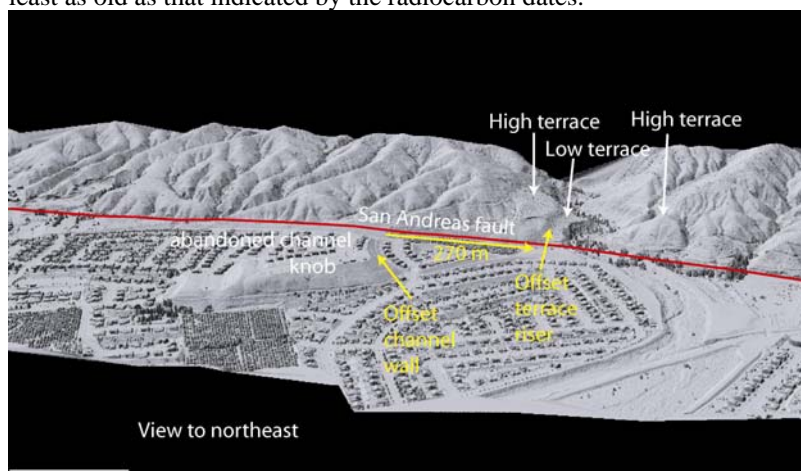 least as old as that indicated by the radiocarbon dates.
High terrace
High terrace
Low terrace
San Andreas fault
abandoned channel
knob
270 m
Offset
channel
wall
Offset
terrace
riser
View to northeast